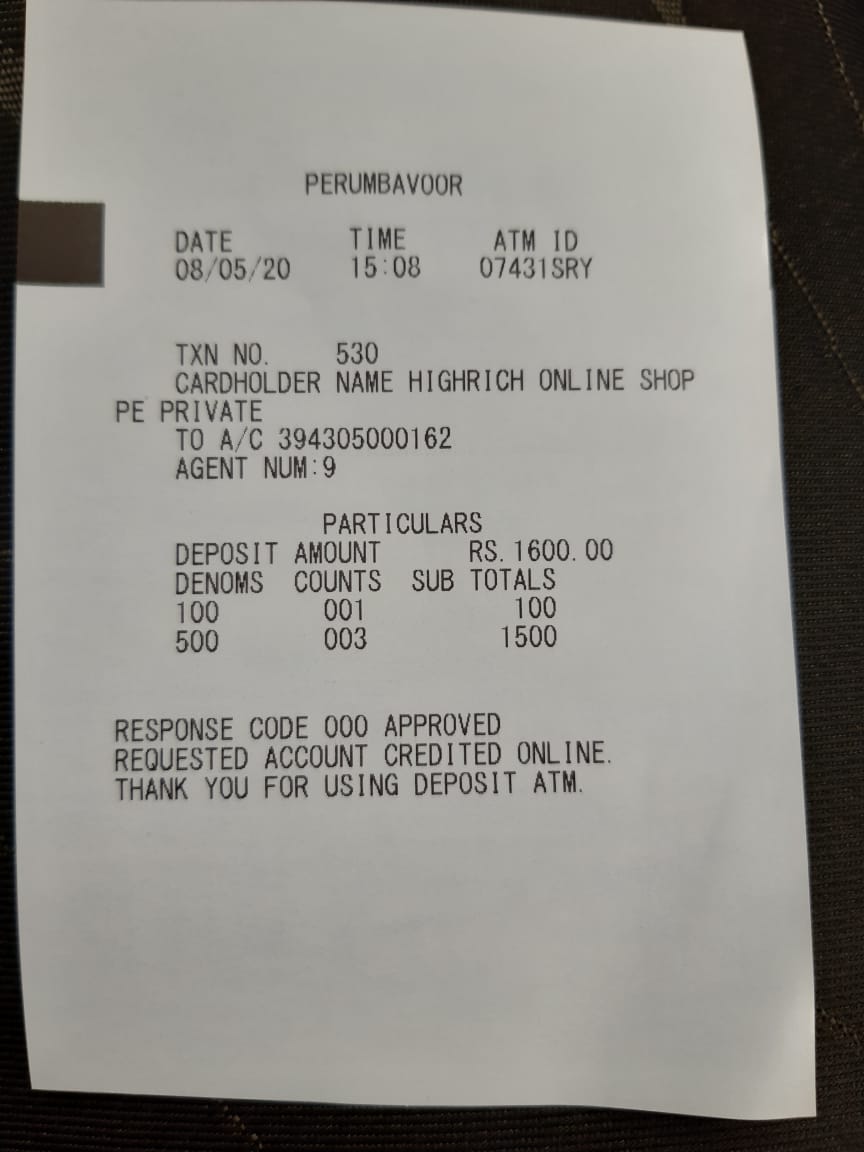 PERUMBAVOOR
DATE TIME ATM ID
08/05/20 15:08 07431SRY
TXN NO. 530
CARDHOLDER NAME HIGHRICH ONLINE SHOP
PE PRIVATE
TO A/C 394305000162
AGENT NUM:9
PARTICULARS
DEPOSIT AMOUNT RS. 1600.00
DENOMS COUNTS SUB TOTALS
100 001 100
500 003 1500
RESPONSE CODE 000 APPROVED
REQUESTED ACCOUNT CREDITED ONLINE.
THANK YOU FOR USING DEPOSIT ATM.